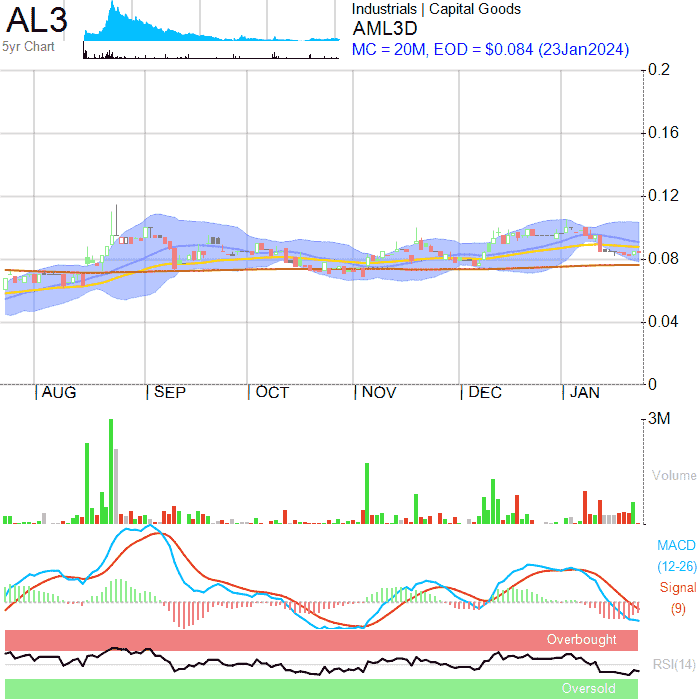 AL3
5yr Chart
Industrials | Capital Goods
AML3D
MC = 20M, EOD = $0.084 (23Jan2024)
0.2
0.16
0.12
0.08
0.04
0
AUG SEP OCT NOV DEC JAN
3M
Volume
MACD
(12-26)
Signal
(9)
Overbought
RSI(14)
Oversold